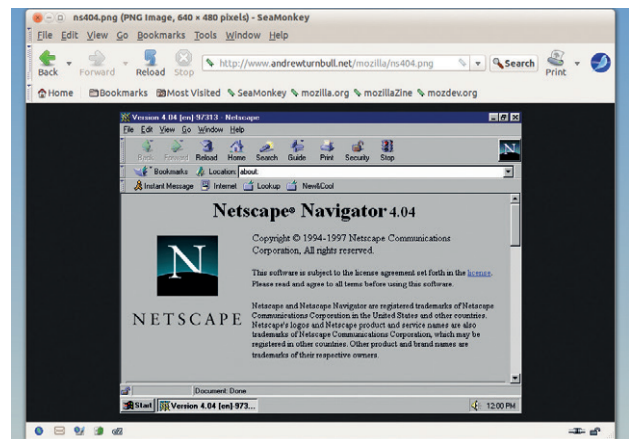 ns404.png (PNG Image, 640 × 480 pixels) - SeaMonkey
File Edit View Go Bookmarks Tools Window Help
http://www.andrewturnbull.net/mozilla/ns404.png Search
Back Forward Reload Stop Print
Home Bookmarks Most Visited SeaMonkey mozilla.org mozillaZine mozdev.org
Version 4.04 [en]-97313 - Netscape
File Edit View Go Window Help
Back Forward Reload Home Search Guide Print Security Stop
N
Bookmarks Location: about:
Instant Message Internet Lookup New&Cool
Netscape® Navigator 4.04
Copyright © 1994-1997 Netscape Communications
Corporation, All rights reserved.
N
NETSCAPE
This software is subject to the license agreement set forth in the license.
Please read and agree to all terms before using this software.
Netscape and Netscape Navigator are registered trademarks of Netscape
Communications Corporation in the United States and other countries.
Netscape's logos and Netscape product and service names are also
trademarks of Netscape Communications Corporation, which may be
registered in other countries. Other product and brand names are
trademarks of their respective owners.
Document: Done
Start Version 4.04 [en]-973... 12:00 PM